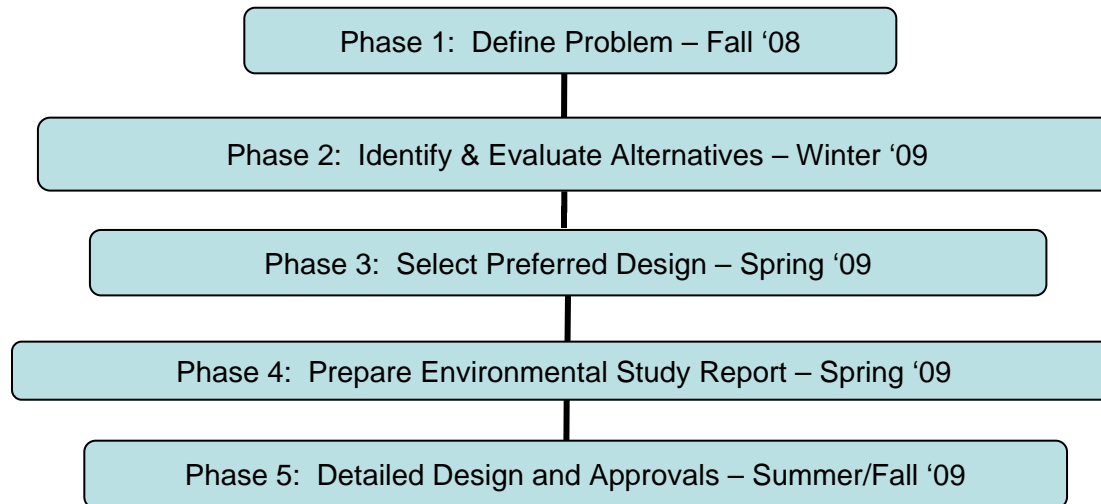 Phase 1:  Define Problem – Fall ‘08
Phase 2:  Identify & Evaluate Alternatives – Winter ‘09
Phase 3:  Select Preferred Design – Spring ‘09
Phase 4:  Prepare Environmental Study Report – Spring ‘09
Phase 5:  Detailed Design and Approvals – Summer/Fall ‘09